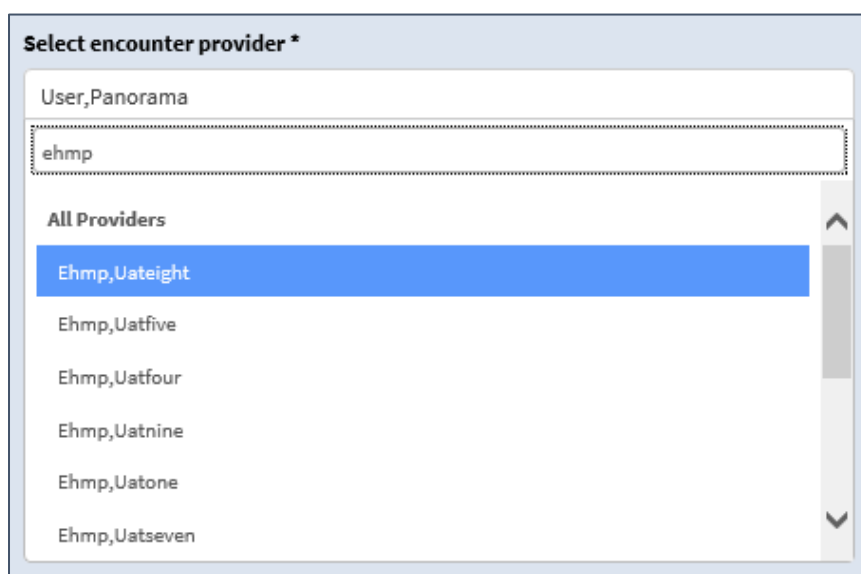 Select encounter provider *
User,Panorama
ehmp
All Providers
Ehmp,Uateight
Ehmp,Uatfive
Ehmp,Uatfour
Ehmp,Uatnine
Ehmp,Uatone
Ehmp,Uatseven